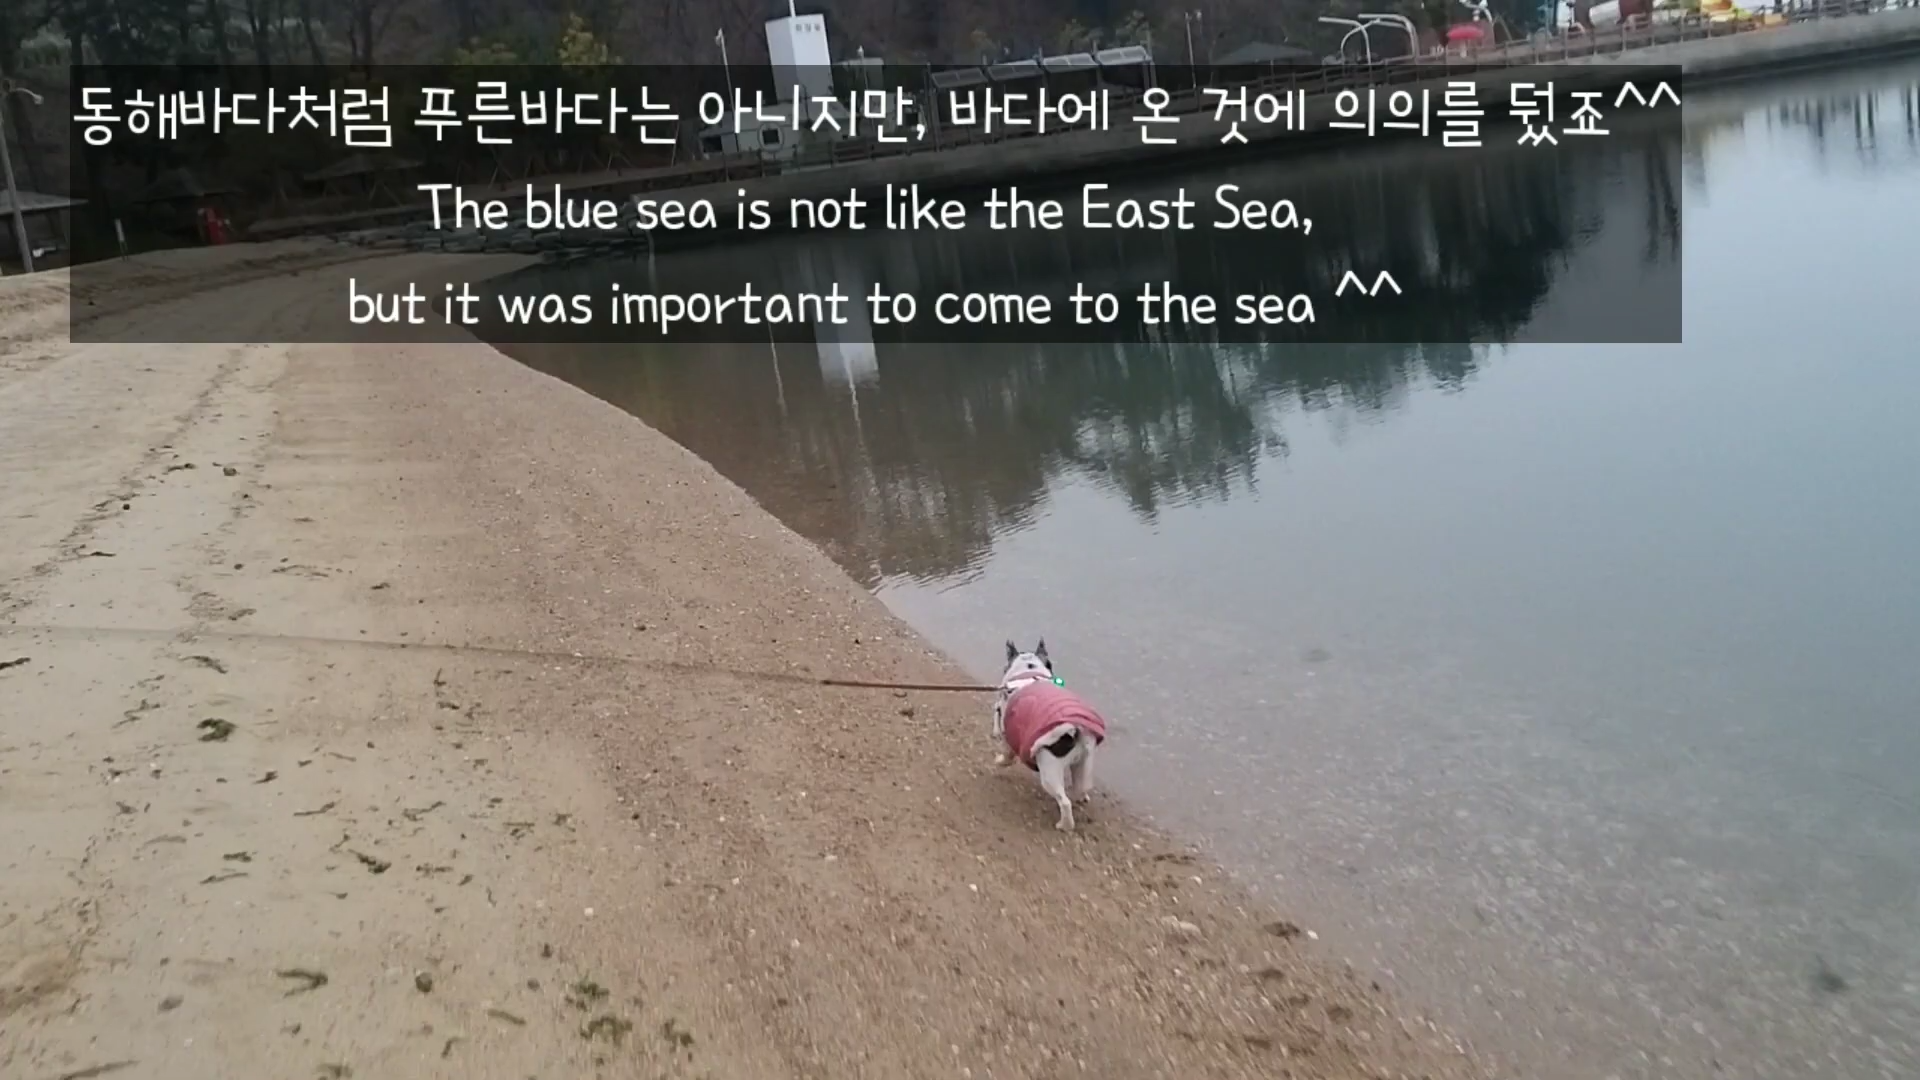 동해바다처럼 푸른바다는 아니지만, 바다에 온 것에 의의를 뒀죠^^
The blue sea is not like the East Sea,
but it was important to come to the sea ^^